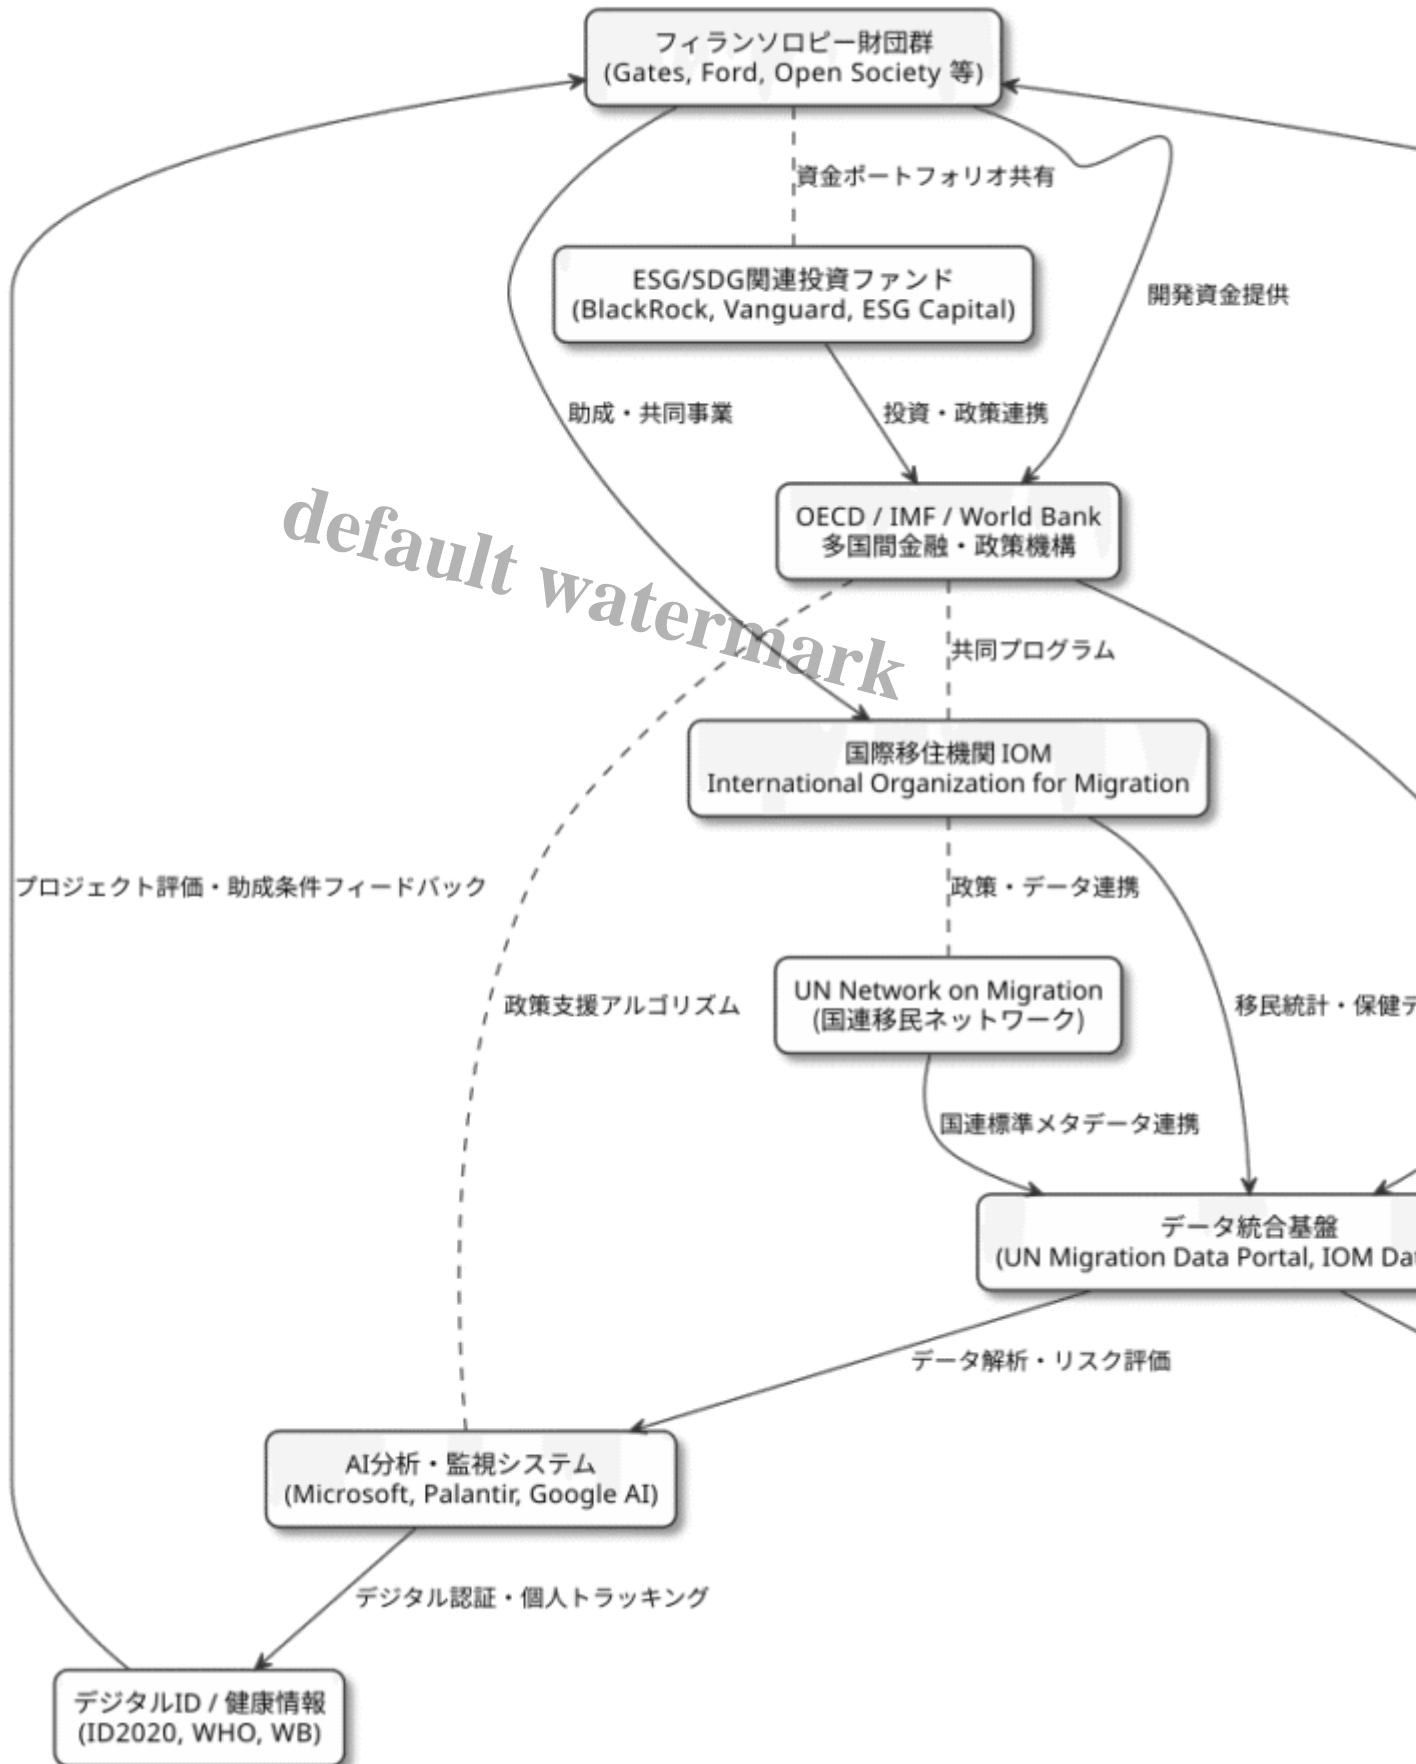 フィランソロピー財団群
(Gates, Ford, Open Society 等)
資金ポートフォリオ共有
ESG/SDG関連投資ファンド
(BlackRock, Vanguard, ESG Capital)
開発資金提供
助成・共同事業
投資・政策連携
default watermark
OECD / IMF / World Bank
多国間金融・政策機構
共同プログラム
国際移住機関 IOM
International Organization for Migration
プロジェクト評価・助成条件フィードバック
政策・データ連携
UN Network on Migration
(国連移民ネットワーク)
政策支援アルゴリズム
移民統計・保健デ
国連標準メタデータ連携
データ統合基盤
(UN Migration Data Portal, IOM Dat
データ解析・リスク評価
AI分析・監視システム
(Microsoft, Palantir, Google AI)
デジタル認証・個人トラッキング
デジタルID / 健康情報
(ID2020, WHO, WB)